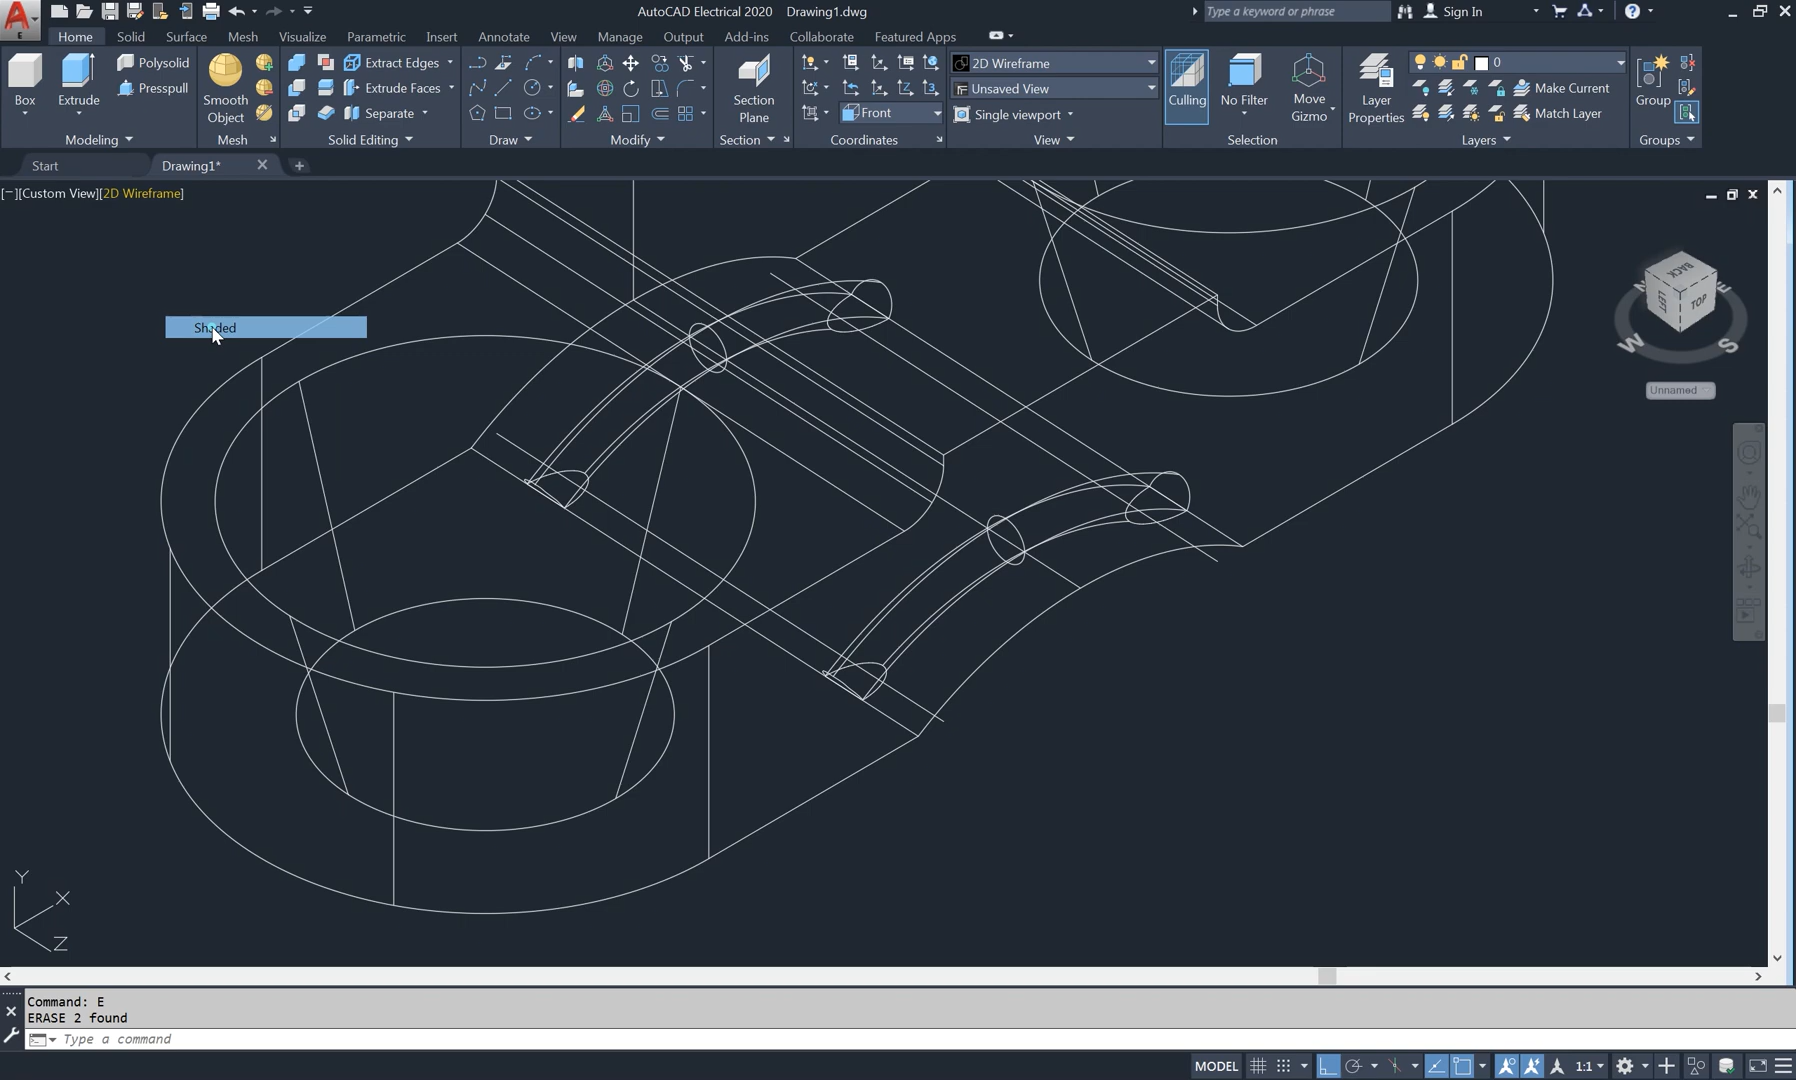 AutoCAD Electrical 2020 Drawing1.dwg
Type a keyword or phrase
Sign In
Home Solid Surface Mesh Visualize Parametric Insert Annotate View Manage Output Add-ins Collaborate Featured Apps
Box
Extrude
Polysolid
Presspull
Modeling
Smooth
Object
Mesh
Extract Edges
Extrude Faces
Separate
Solid Editing
Draw
Modify
Section
Plane
Section
Front
Coordinates
2D Wireframe
Unsaved View
Single viewport
View
Culling
No Filter
Move
Gizmo
Selection
Layer
Properties
0
Make Current
Match Layer
Layers
Group
Groups
Start
Drawing1*
[−][Custom View][2D Wireframe]
Shaded
BACK
LEFT
TOP
W
S
Unnamed
Y
X
Z
Command: E
ERASE 2 found
Type a command
MODEL
1:1